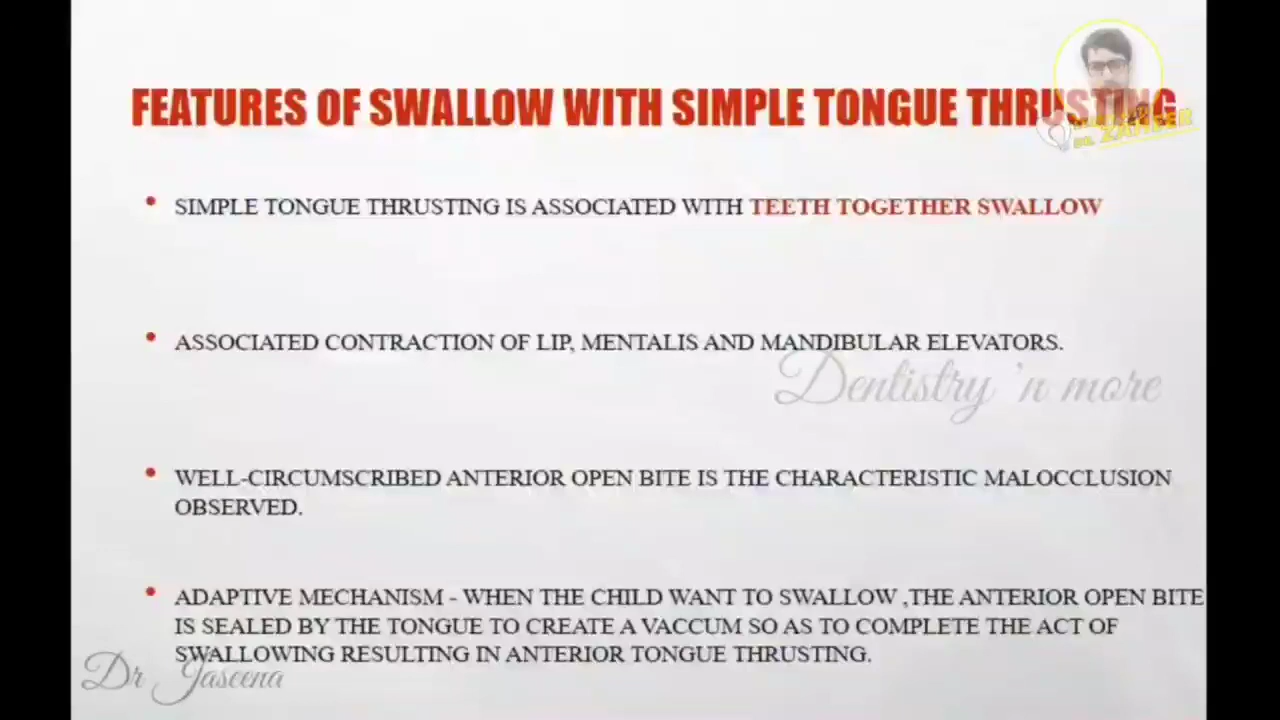 FEATURES OF SWALLOW WITH SIMPLE TONGUE THRUSTING
DR. ZAHEER
• SIMPLE TONGUE THRUSTING IS ASSOCIATED WITH TEETH TOGETHER SWALLOW
• ASSOCIATED CONTRACTION OF LIP, MENTALIS AND MANDIBULAR ELEVATORS.
Dentistry 'n more
• WELL-CIRCUMSCRIBED ANTERIOR OPEN BITE IS THE CHARACTERISTIC MALOCCLUSION
OBSERVED.
• ADAPTIVE MECHANISM - WHEN THE CHILD WANT TO SWALLOW ,THE ANTERIOR OPEN BITE
IS SEALED BY THE TONGUE TO CREATE A VACCUM SO AS TO COMPLETE THE ACT OF
SWALLOWING RESULTING IN ANTERIOR TONGUE THRUSTING.
Dr Jaseena